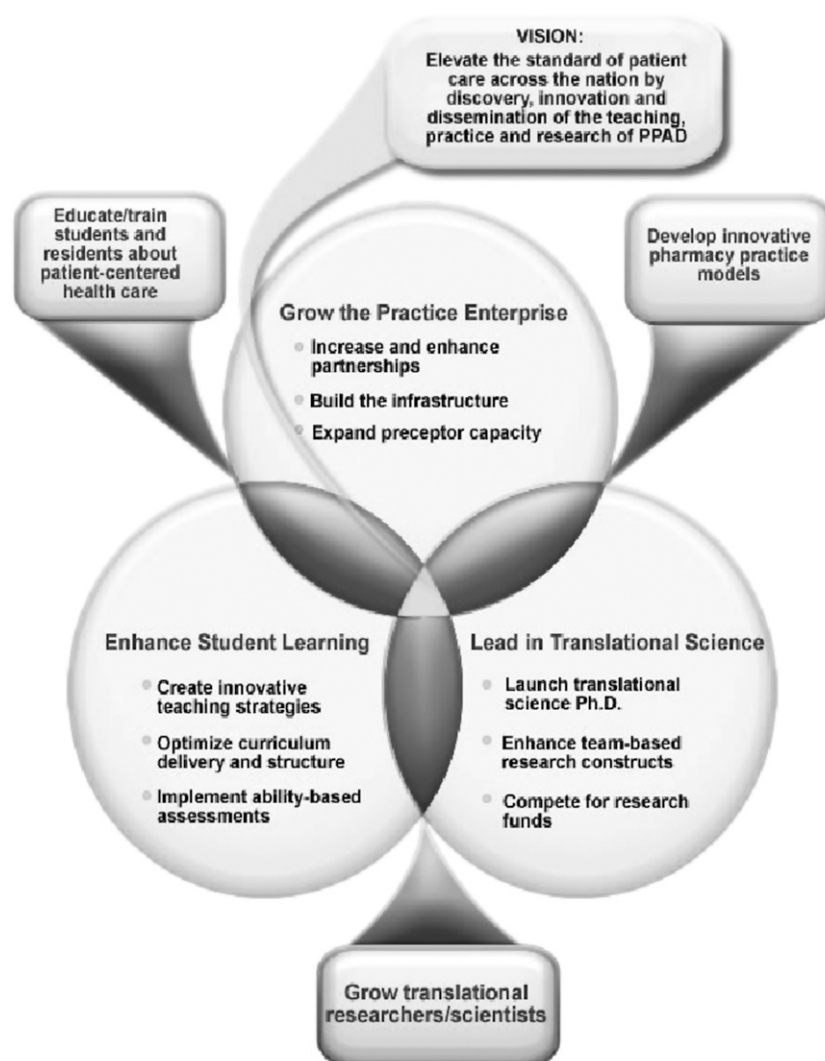 VISION:
Elevate the standard of patient
care across the nation by
discovery, innovation and
dissemination of the teaching,
practice and research of PPAD
Educate/train
students and
residents about
patient-centered
health care
Develop innovative
pharmacy practice
models
Grow the Practice Enterprise
Increase and enhance
partnerships
Build the infrastructure
Expand preceptor capacity
Enhance Student Learning
Create innovative
teaching strategies
Optimize curriculum
delivery and structure
Implement ability-based
assessments
Lead in Translational Science
Launch translational
science Ph.D.
Enhance team-based
research constructs
Compete for research
funds
Grow translational
researchers/scientists